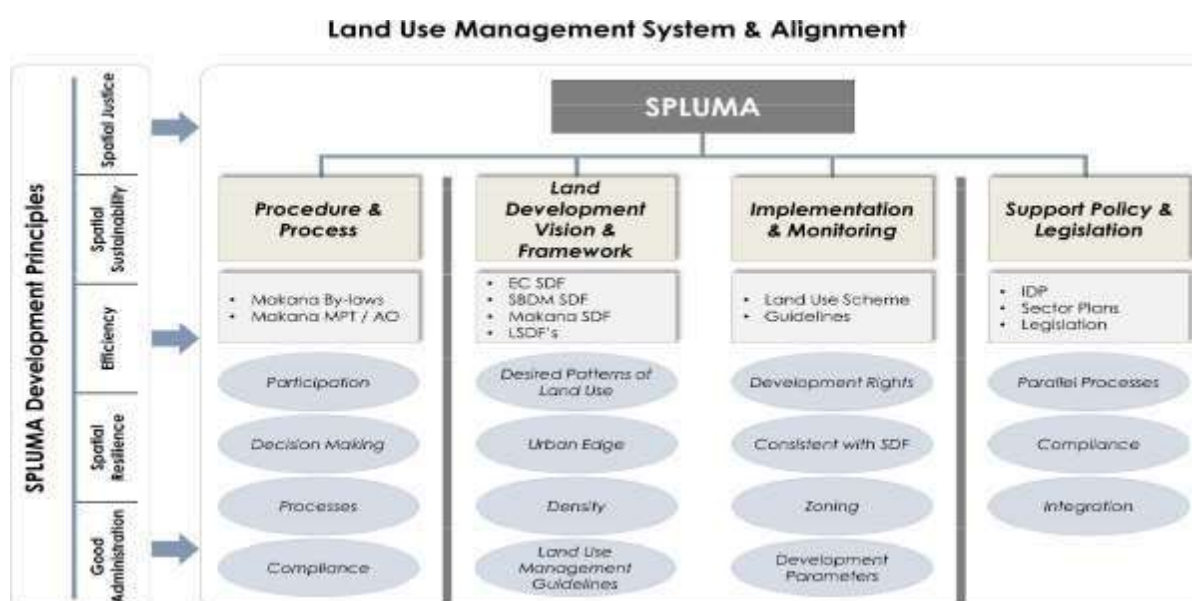 Land Use Management System & Alignment
SPLUMA Development Principles
Spatial Justice
Spatial
Sustainability
Efficiency
Spatial
Resilience
Good
Administration
SPLUMA
Procedure &
Process
• Makana By-laws
• Makana MPT / AO
Participation
Decision Making
Processes
Compliance
Land
Development
Vision &
Framework
• EC SDF
• SBDM SDF
• Makana SDF
• LSDF's
Desired Patterns of
Land Use
Urban Edge
Density
Land Use
Management
Guidelines
Implementation
& Monitoring
• Land Use Scheme
• Guidelines
Development Rights
Consistent with SDF
Zoning
Development
Parameters
Support Policy &
Legislation
• IDP
• Sector Plans
• Legislation
Parallel Processes
Compliance
Integration